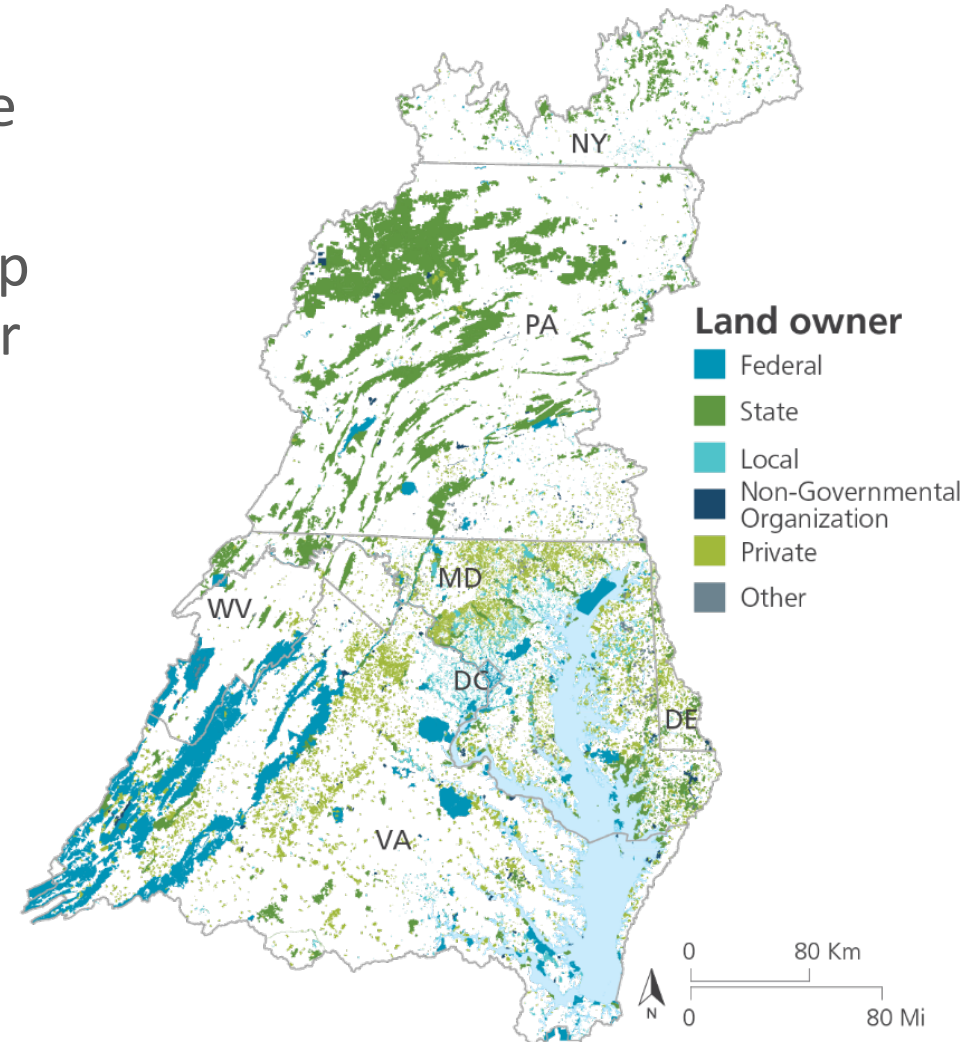 e
p
r
NY
PA
MD
WV
DC
DE
VA
Land owner
Federal
State
Local
Non-Governmental
Organization
Private
Other
0 80 Km
N
0 80 Mi